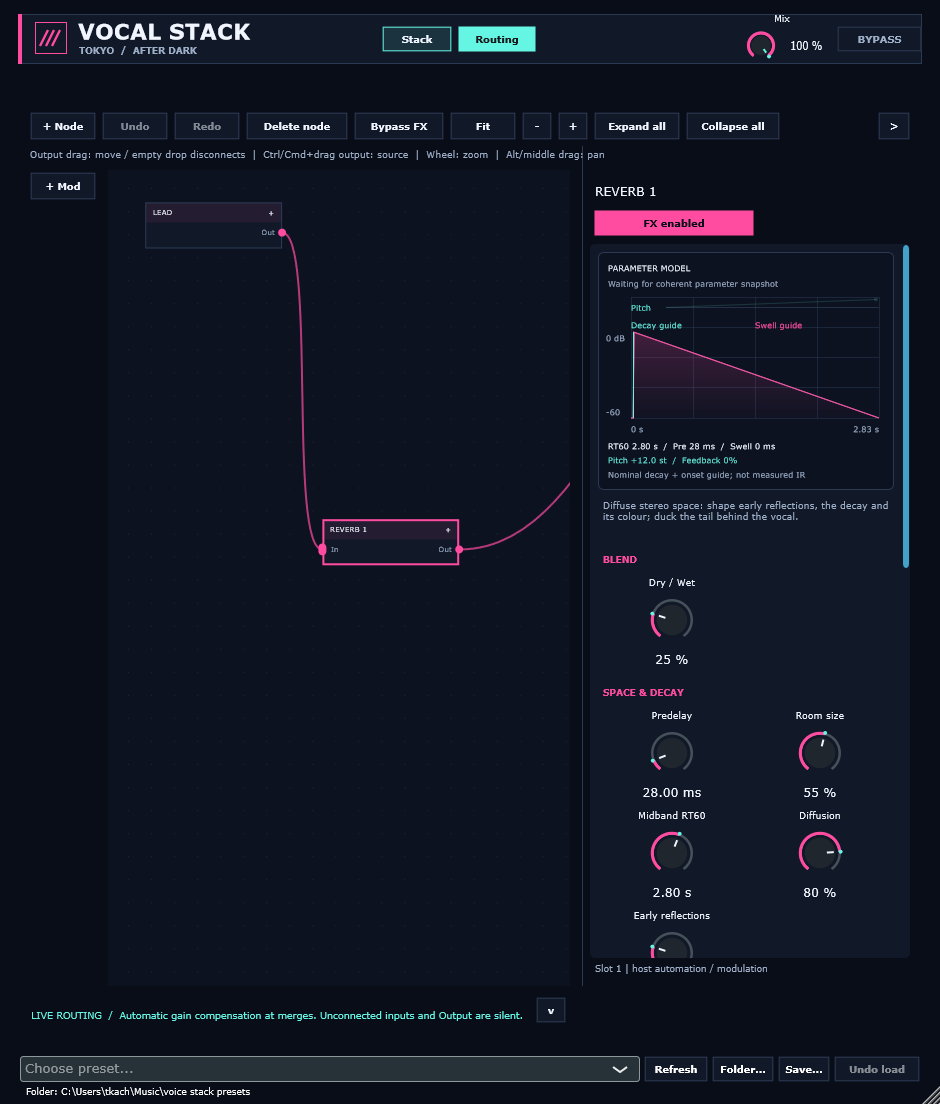 Mix
VOCAL STACK
TOKYO / AFTER DARK
Stack
Routing
100 %
BYPASS
+ Node
Undo
Redo
Delete node
Bypass FX
Fit
-
+
Expand all
Collapse all
>
Output drag: move / empty drop disconnects | Ctrl/Cmd+drag output: source | Wheel: zoom | Alt/middle drag: pan
+ Mod
LEAD +
Out
REVERB 1 +
In Out
REVERB 1
FX enabled
PARAMETER MODEL
Waiting for coherent parameter snapshot
Pitch
Decay guide Swell guide
0 dB
-60
0 s 2.83 s
RT60 2.80 s / Pre 28 ms / Swell 0 ms
Pitch +12.0 st / Feedback 0%
Nominal decay + onset guide; not measured IR
Diffuse stereo space: shape early reflections, the decay and
its colour; duck the tail behind the vocal.
BLEND
Dry / Wet
25 %
SPACE & DECAY
Predelay Room size
28.00 ms 55 %
Midband RT60 Diffusion
2.80 s 80 %
Early reflections
Slot 1 | host automation / modulation
LIVE ROUTING / Automatic gain compensation at merges. Unconnected inputs and Output are silent.
v
Choose preset...
Refresh
Folder...
Save...
Undo load
Folder: C:\Users\tkach\Music\voice stack presets